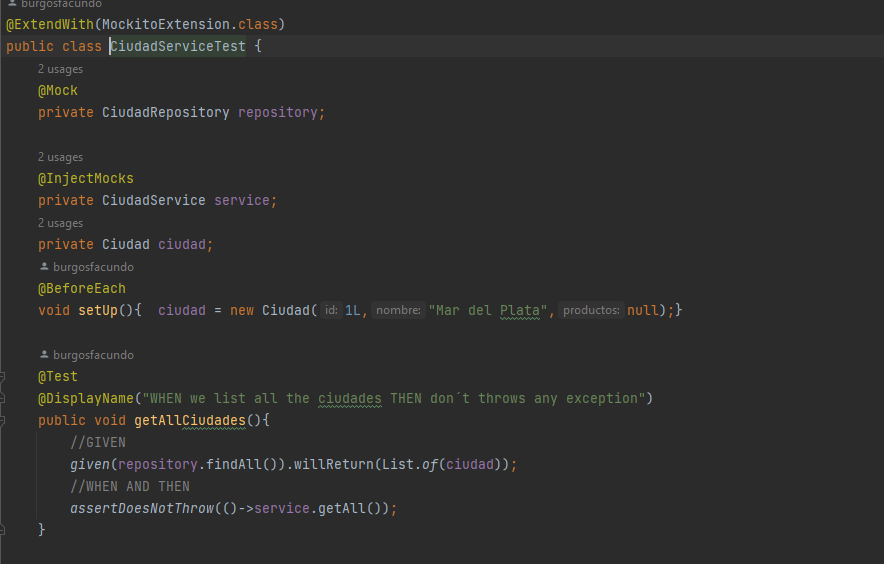 burgosfacundo
@ExtendWith(MockitoExtension.class)
public class CiudadServiceTest {
2 usages
@Mock
private CiudadRepository repository;
2 usages
@InjectMocks
private CiudadService service;
2 usages
private Ciudad ciudad;
burgosfacundo
@BeforeEach
void setUp(){  ciudad = new Ciudad( id: 1L, nombre: "Mar del Plata", productos: null);}
burgosfacundo
@Test
@DisplayName("WHEN we list all the ciudades THEN don´t throws any exception")
public void getAllCiudades(){
//GIVEN
given(repository.findAll()).willReturn(List.of(ciudad));
//WHEN AND THEN
assertDoesNotThrow(()->service.getAll());
}